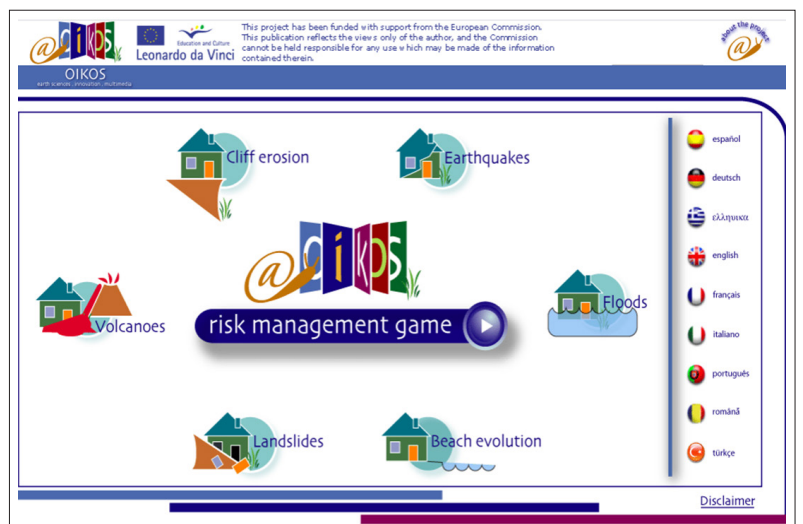 @oikos
Education and Culture
Leonardo da Vinci
This project has been funded with support from the European Commission.
This publication reflects the views only of the author, and the Commission
cannot be held responsible for any use which may be made of the information
contained therein.
about the project
@
OIKOS
earth sciences, innovation, multimedia
Cliff erosion
Earthquakes
@oikos
Volcanoes
risk management game
Floods
Landslides
Beach evolution
español
deutsch
ελληνικα
english
français
italiano
português
română
türkçe
Disclaimer